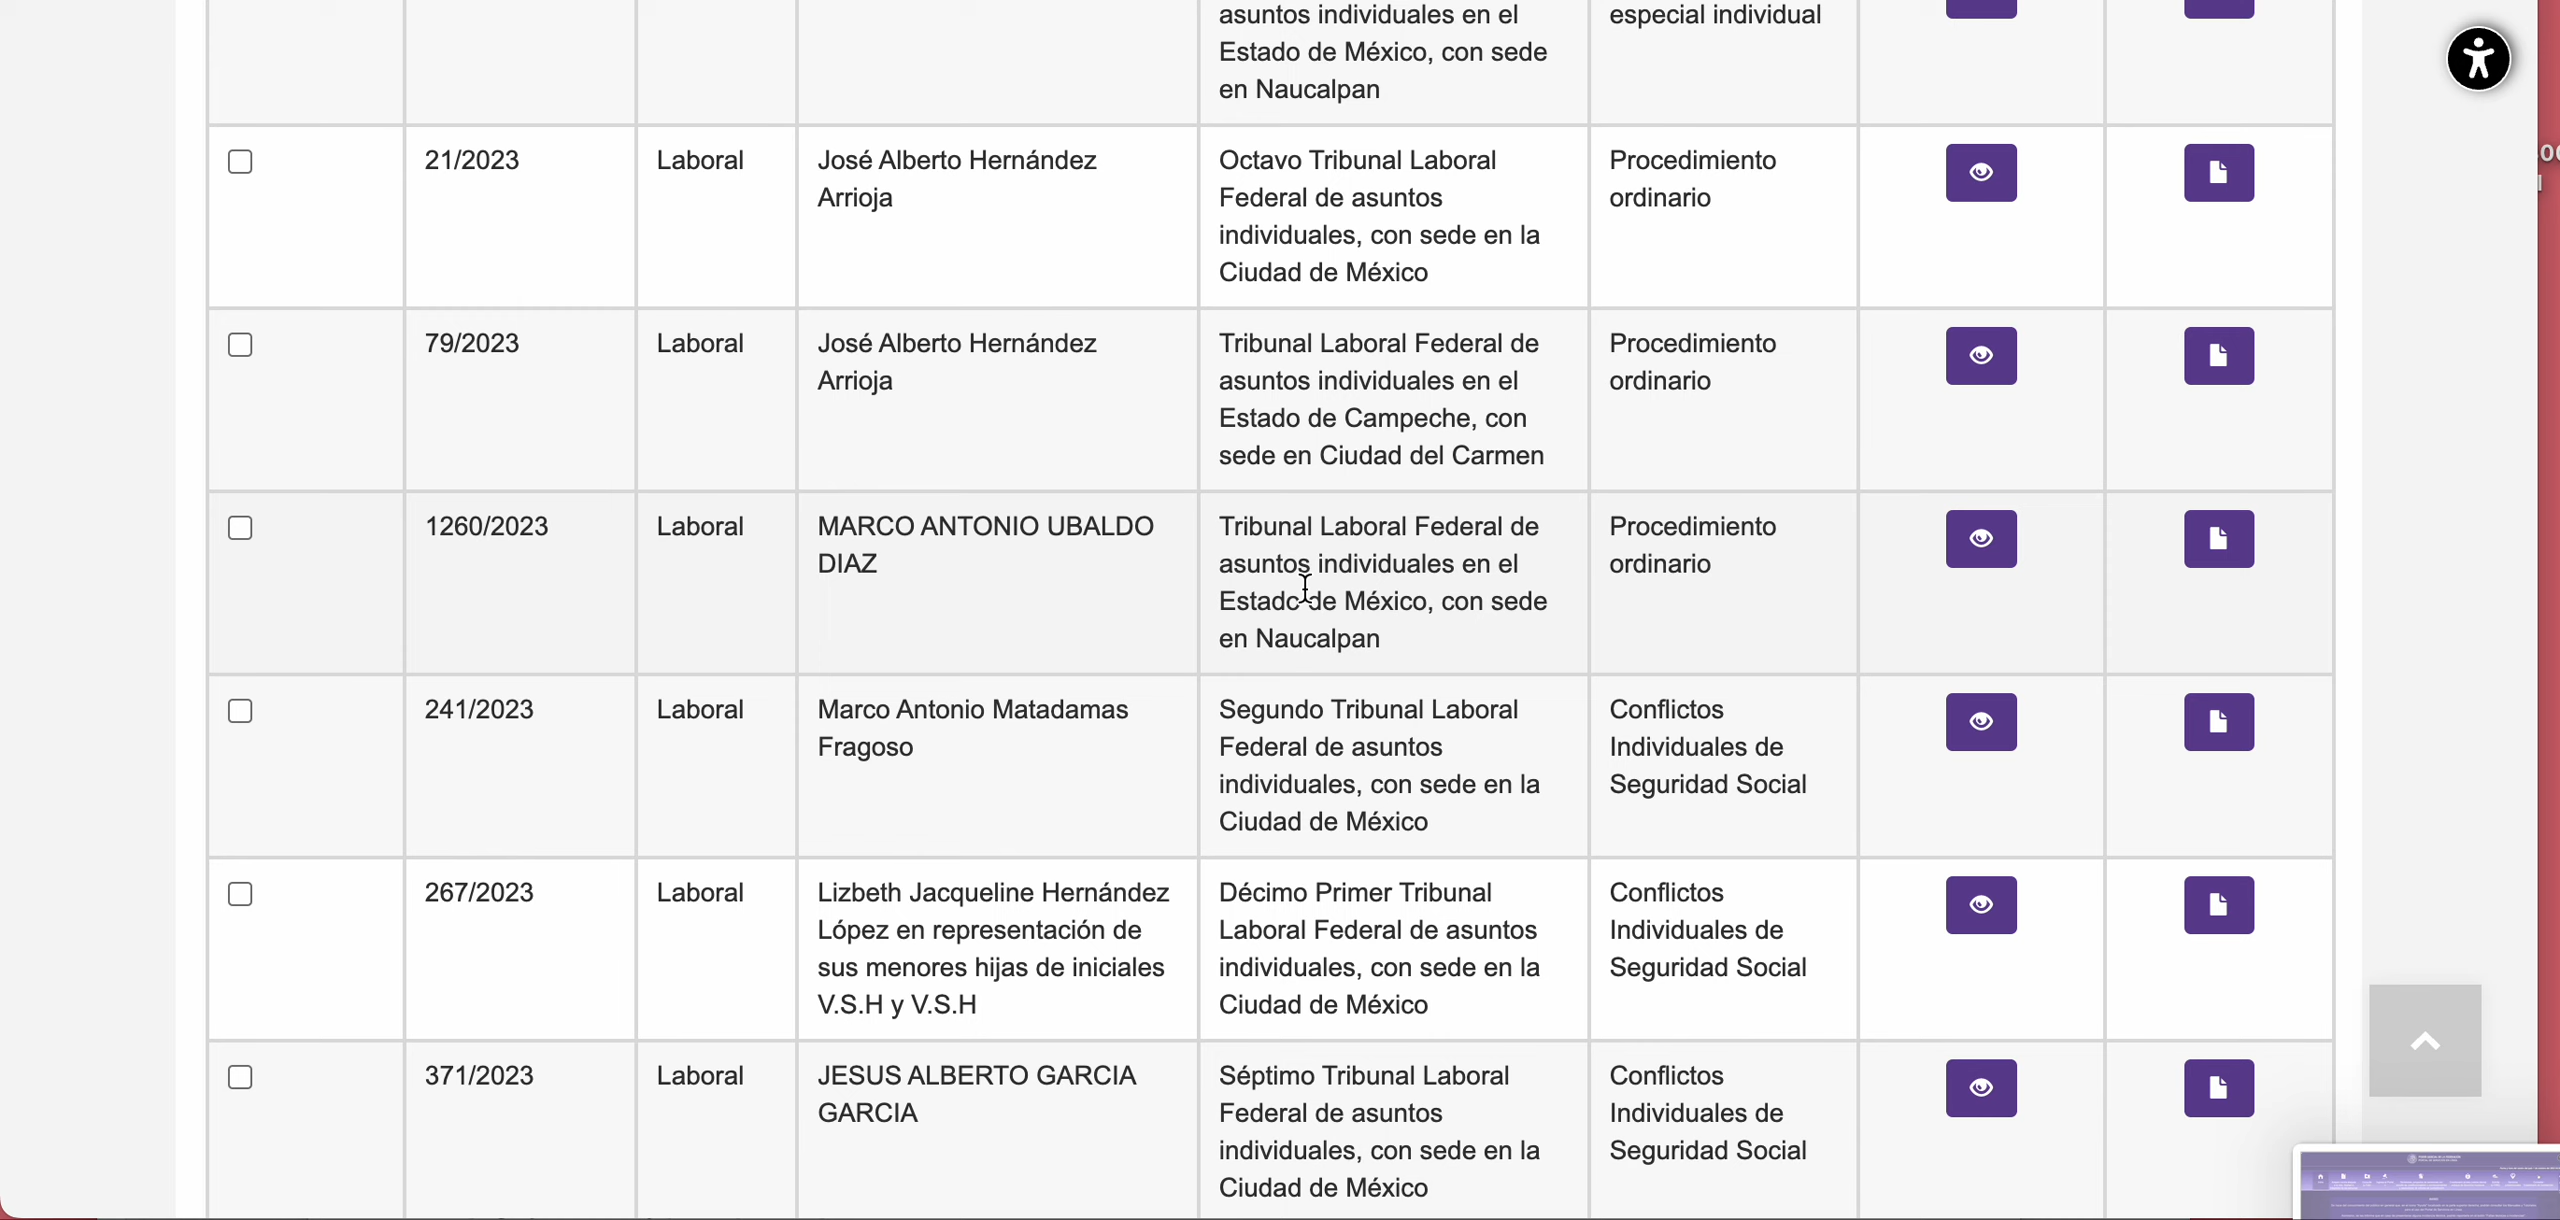 asuntos individuales en el
Estado de México, con sede
en Naucalpan
especial individual
21/2023
Laboral
José Alberto Hernández
Arrioja
Octavo Tribunal Laboral
Federal de asuntos
individuales, con sede en la
Ciudad de México
Procedimiento
ordinario
79/2023
Laboral
José Alberto Hernández
Arrioja
Tribunal Laboral Federal de
asuntos individuales en el
Estado de Campeche, con
sede en Ciudad del Carmen
Procedimiento
ordinario
1260/2023
Laboral
MARCO ANTONIO UBALDO
DIAZ
Tribunal Laboral Federal de
asuntos individuales en el
Estado de México, con sede
en Naucalpan
Procedimiento
ordinario
241/2023
Laboral
Marco Antonio Matadamas
Fragoso
Segundo Tribunal Laboral
Federal de asuntos
individuales, con sede en la
Ciudad de México
Conflictos
Individuales de
Seguridad Social
267/2023
Laboral
Lizbeth Jacqueline Hernández
López en representación de
sus menores hijas de iniciales
V.S.H y V.S.H
Décimo Primer Tribunal
Laboral Federal de asuntos
individuales, con sede en la
Ciudad de México
Conflictos
Individuales de
Seguridad Social
371/2023
Laboral
JESUS ALBERTO GARCIA
GARCIA
Séptimo Tribunal Laboral
Federal de asuntos
individuales, con sede en la
Ciudad de México
Conflictos
Individuales de
Seguridad Social